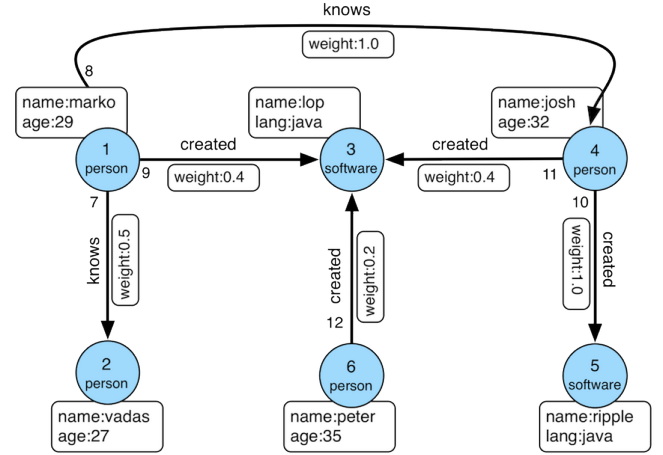 knows
weight:1.0
8
name:marko
age:29
name:lop
lang:java
name:josh
age:32
1
person
9
created
weight:0.4
3
software
created
weight:0.4
11
4
person
7
knows
weight:0.5
created
weight:0.2
12
10
created
weight:1.0
2
person
name:vadas
age:27
6
person
name:peter
age:35
5
software
name:ripple
lang:java